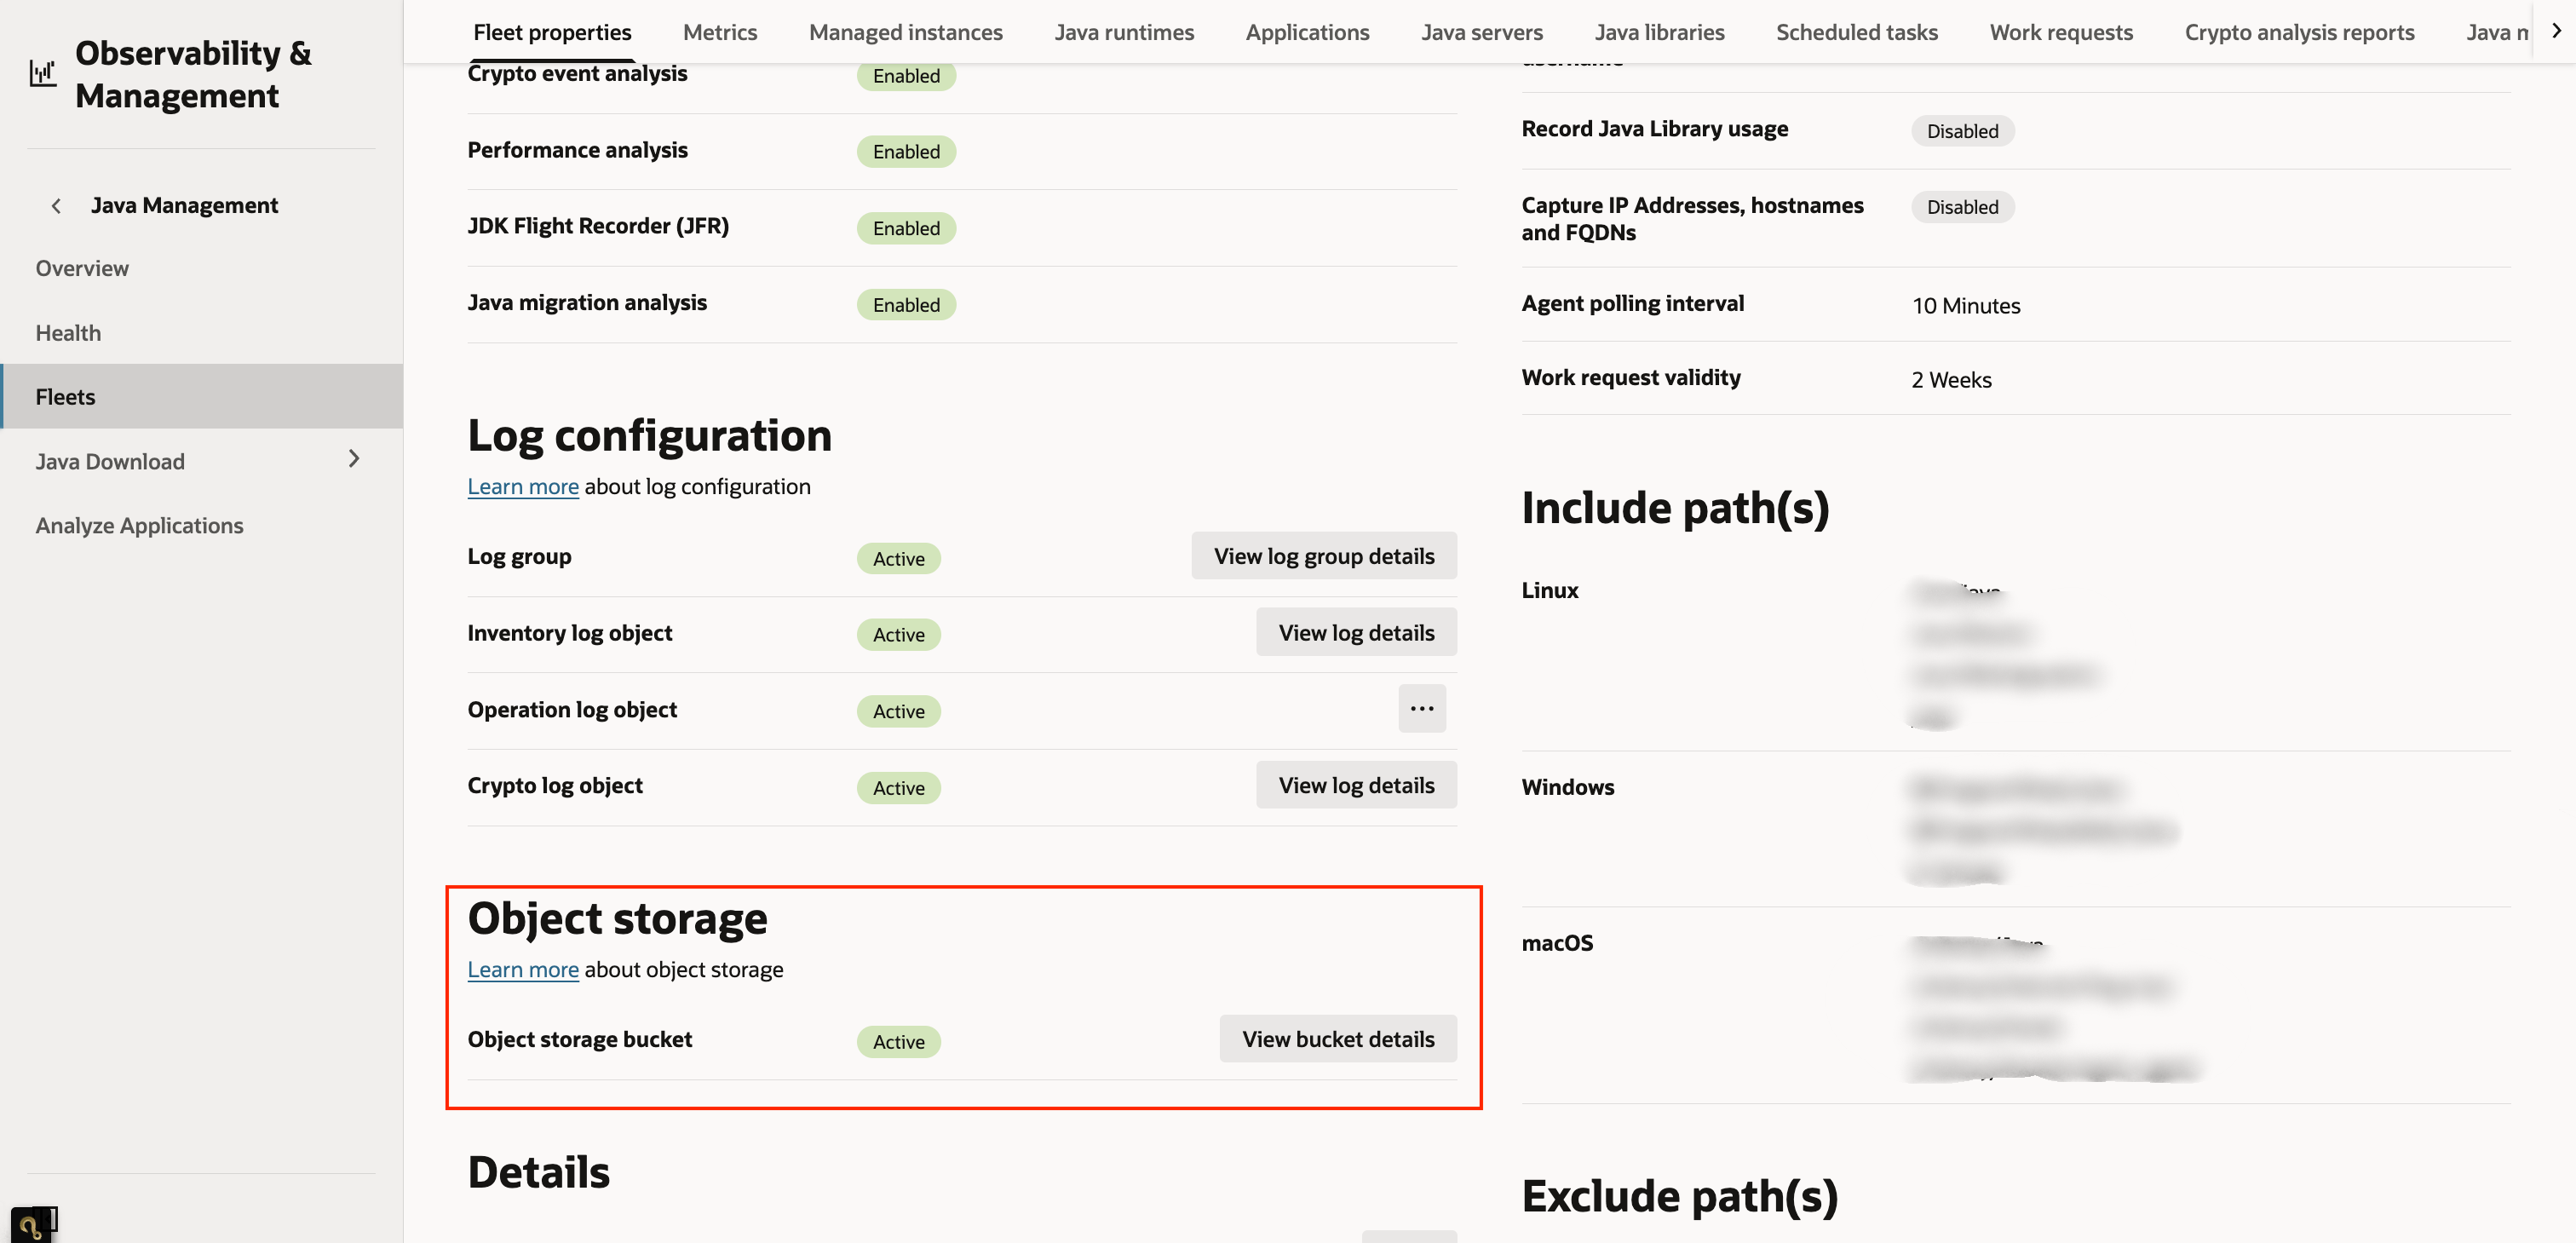 Observability &
Management
Java Management
Overview
Health
Fleets
Java Download
Analyze Applications
Fleet properties Metrics Managed instances Java runtimes Applications Java servers Java libraries Scheduled tasks Work requests Crypto analysis reports Java
Crypto event analysis Enabled
Performance analysis Enabled
JDK Flight Recorder (JFR) Enabled
Java migration analysis Enabled
Log configuration
Learn more about log configuration
Log group Active View log group details
Inventory log object Active View log details
Operation log object Active ...
Crypto log object Active View log details
Object storage
Learn more about object storage
Object storage bucket Active View bucket details
Details
Record Java Library usage Disabled
Capture IP Addresses, hostnames
and FQDNs Disabled
Agent polling interval 10 Minutes
Work request validity 2 Weeks
Include path(s)
Linux
Windows
macOS
Exclude path(s)